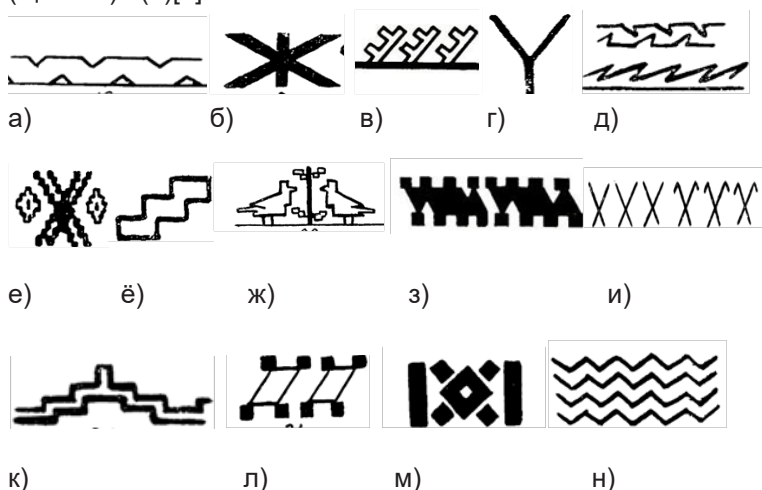 а) б) в) г) д)
е) ё) ж) з) и)
к) л) м) н)